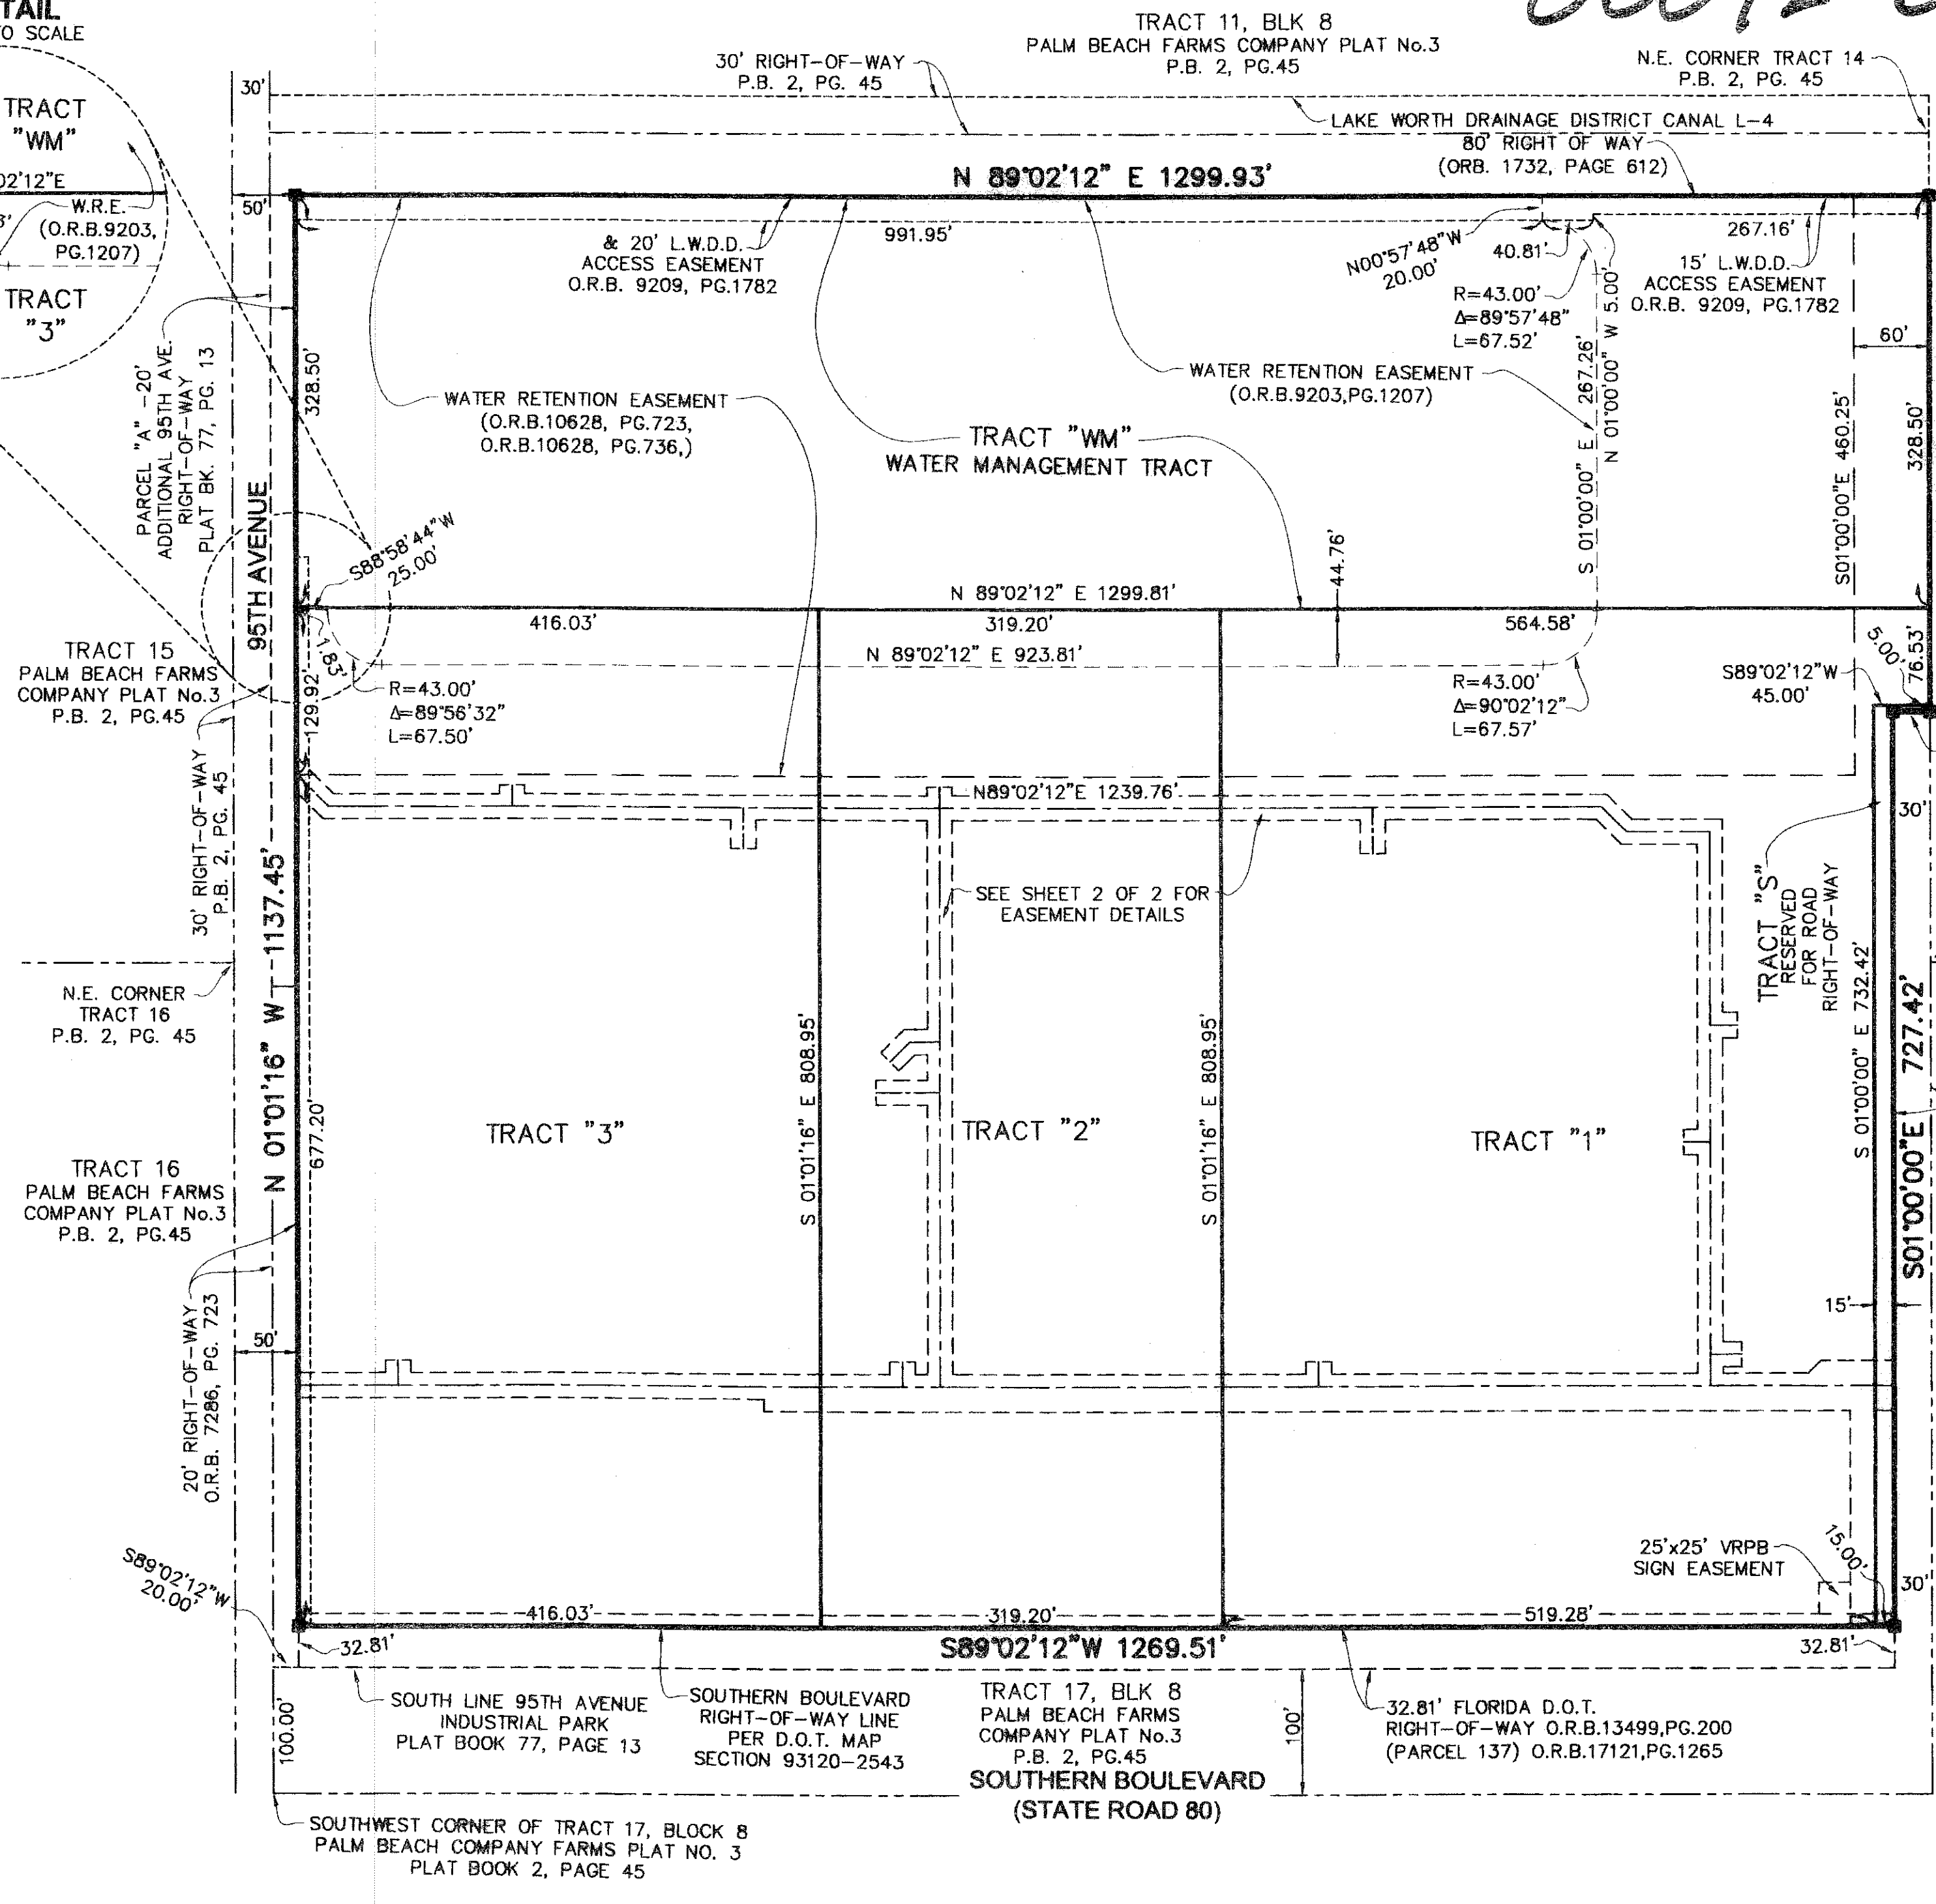 TAIL
O SCALE
TRACT
"WM"
02'12"E
W.R.E.
(O.R.B.9203,
PG.1207)
TRACT
"3"
TRACT 11, BLK 8
PALM BEACH FARMS COMPANY PLAT No.3
P.B. 2, PG.45
30' RIGHT-OF-WAY
P.B. 2, PG. 45
N.E. CORNER TRACT 14
P.B. 2, PG. 45
30'
LAKE WORTH DRAINAGE DISTRICT CANAL L-4
80' RIGHT OF WAY
(ORB. 1732, PAGE 612)
N 89°02'12" E 1299.93'
50'
991.95'
& 20' L.W.D.D.
ACCESS EASEMENT
O.R.B. 9209, PG.1782
N00°57'48"W
20.00'
40.81'
267.16'
15' L.W.D.D.
ACCESS EASEMENT
O.R.B. 9209, PG.1782
R=43.00'
Δ=89°57'48"
L=67.52'
60'
PARCEL "A" -20'
ADDITIONAL 95TH AVE.
RIGHT-OF-WAY
PLAT BK. 77, PG. 13
328.50'
WATER RETENTION EASEMENT
(O.R.B.10628, PG.723,
O.R.B.10628, PG.736,)
WATER RETENTION EASEMENT
(O.R.B.9203,PG.1207)
TRACT "WM"
WATER MANAGEMENT TRACT
S 01°00'00" E 267.26'
N 01°00'00" W 5.00'
S01°00'00"E 460.25'
328.50'
95TH AVENUE
S88°58'44"W
25.00'
44.76'
N 89°02'12" E 1299.81'
416.03'
319.20'
564.58'
1.83'
129.92'
N 89°02'12" E 923.81'
5.00'
76.53'
S89°02'12"W
45.00'
TRACT 15
PALM BEACH FARMS
COMPANY PLAT No.3
P.B. 2, PG.45
R=43.00'
Δ=89°56'32"
L=67.50'
R=43.00'
Δ=90°02'12"
L=67.57'
30' RIGHT-OF-WAY
P.B. 2, PG. 45
N89°02'12"E 1239.76'
30'
SEE SHEET 2 OF 2 FOR
EASEMENT DETAILS
TRACT "S"
RESERVED
FOR ROAD
RIGHT-OF-WAY
N.E. CORNER
TRACT 16
P.B. 2, PG. 45
N 01°01'16" W 1137.45'
677.20'
S 01°01'16" E 808.95'
S 01°01'16" E 808.95'
S 01°00'00" E 732.42'
S01°00'00"E 727.42'
TRACT "3"
TRACT "2"
TRACT "1"
TRACT 16
PALM BEACH FARMS
COMPANY PLAT No.3
P.B. 2, PG.45
20' RIGHT-OF-WAY
O.R.B. 7286, PG. 723
50'
15'
S89°02'12"W
20.00'
25'x25' VRPB
SIGN EASEMENT
15.00'
30'
416.03'
319.20'
519.28'
32.81'
S89°02'12"W 1269.51'
32.81'
100.00'
SOUTH LINE 95TH AVENUE
INDUSTRIAL PARK
PLAT BOOK 77, PAGE 13
SOUTHERN BOULEVARD
RIGHT-OF-WAY LINE
PER D.O.T. MAP
SECTION 93120-2543
TRACT 17, BLK 8
PALM BEACH FARMS
COMPANY PLAT No.3
P.B. 2, PG.45
100'
32.81' FLORIDA D.O.T.
RIGHT-OF-WAY O.R.B.13499,PG.200
(PARCEL 137) O.R.B.17121,PG.1265
SOUTHERN BOULEVARD
(STATE ROAD 80)
SOUTHWEST CORNER OF TRACT 17, BLOCK 8
PALM BEACH COMPANY FARMS PLAT NO. 3
PLAT BOOK 2, PAGE 45